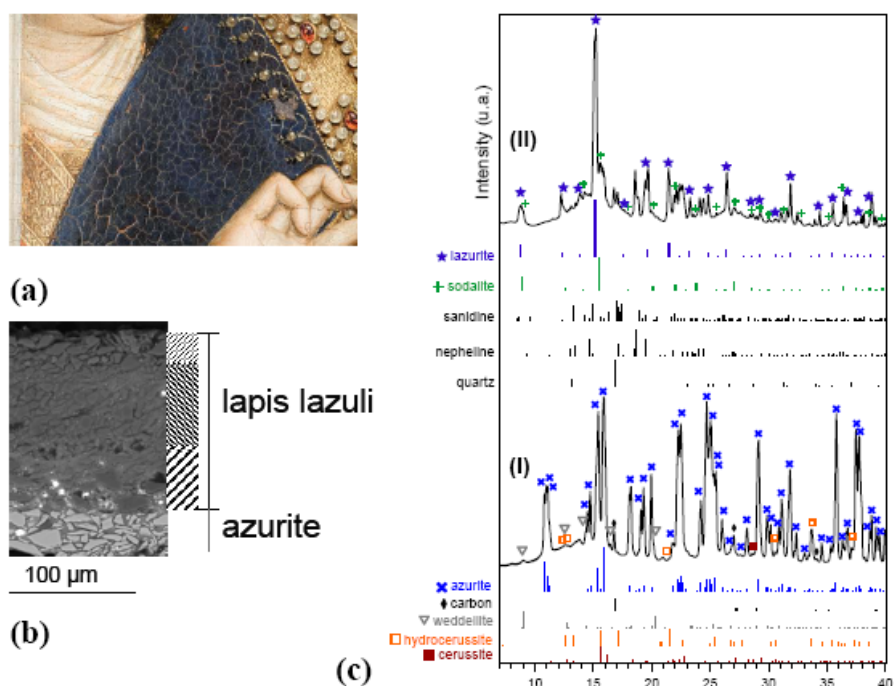 (a)
lapis lazuli
azurite
100 µm
(b)
(c)
Intensity (u.a.)
(II)
lazurite
sodalite
sanidine
nepheline
quartz
(I)
azurite
carbon
weddellite
hydrocerussite
cerussite
10 15 20 25 30 35 40